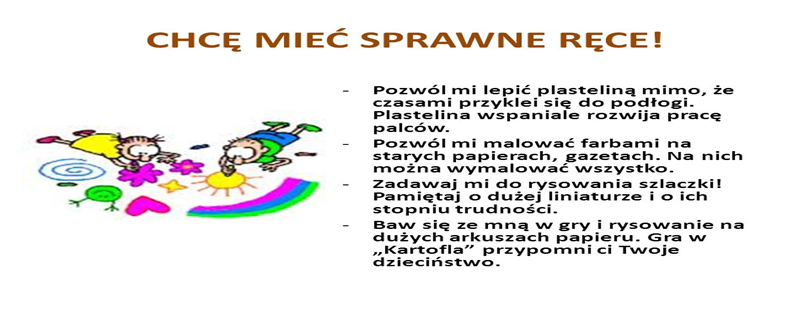 CHCĘ MIEĆ SPRAWNE RĘCE!
- Pozwól mi lepić plasteliną mimo, że
czasami przyklei się do podłogi.
Plastelina wspaniale rozwija pracę
palców.
- Pozwól mi malować farbami na
starych papierach, gazetach. Na nich
można wymalować wszystko.
- Zadawaj mi do rysowania szlaczki!
Pamiętaj o dużej liniaturze i o ich
stopniu trudności.
- Baw się ze mną w gry i rysowanie na
dużych arkuszach papieru. Gra w
„Kartofla” przypomni ci Twoje
dzieciństwo.